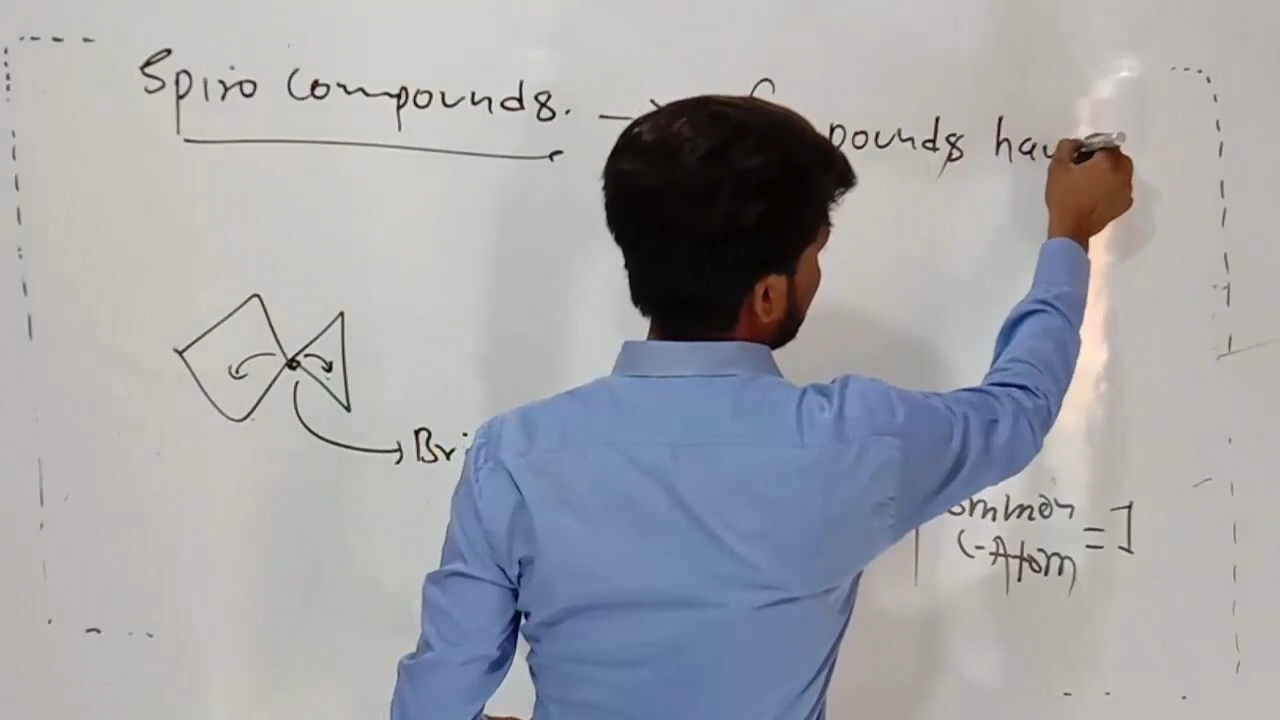 Spiro compounds. → pounds hav
Bri
ommon
C-Atom = 1